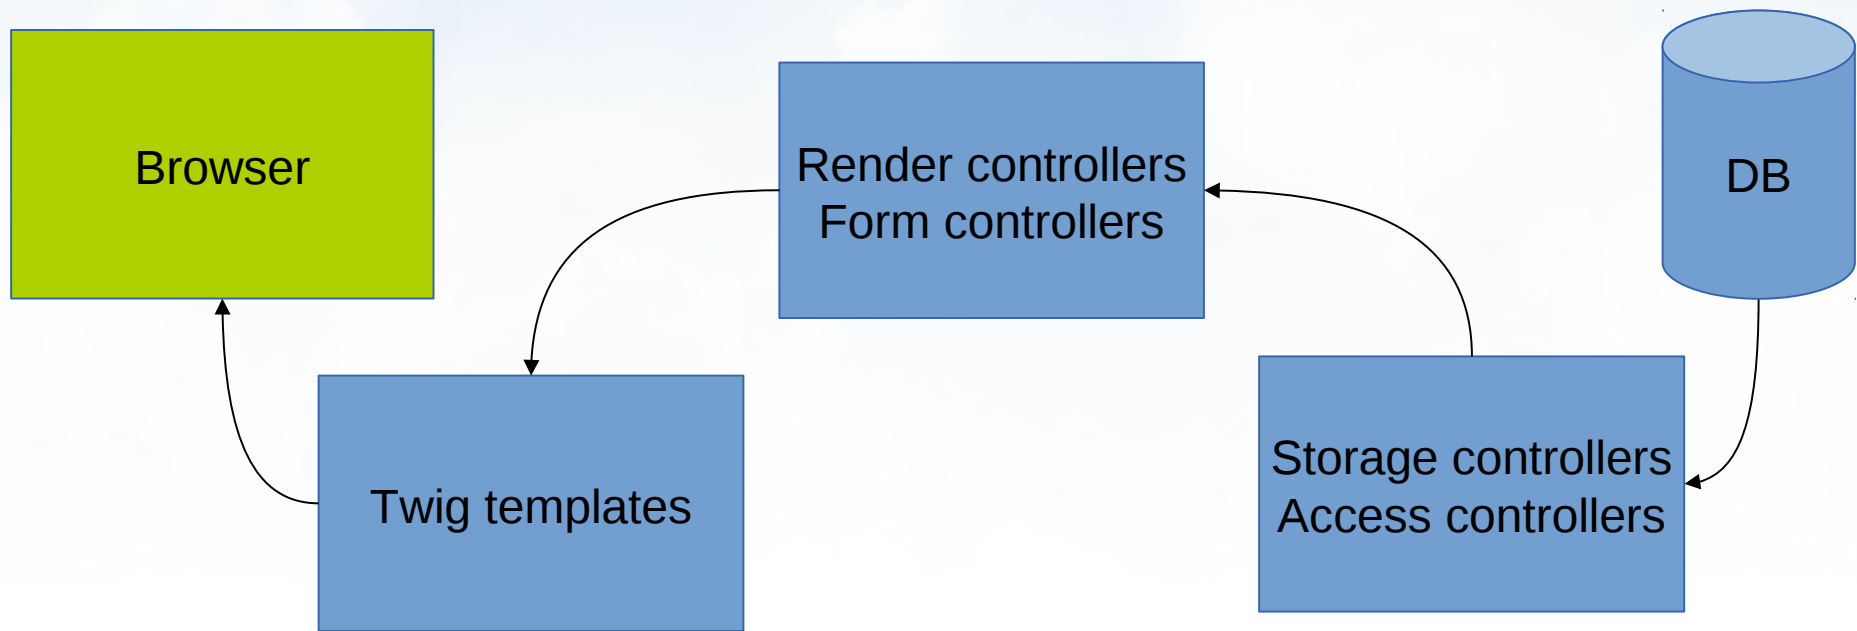 Browser
Render controllers
Form controllers
DB
Twig templates
Storage controllers
Access controllers